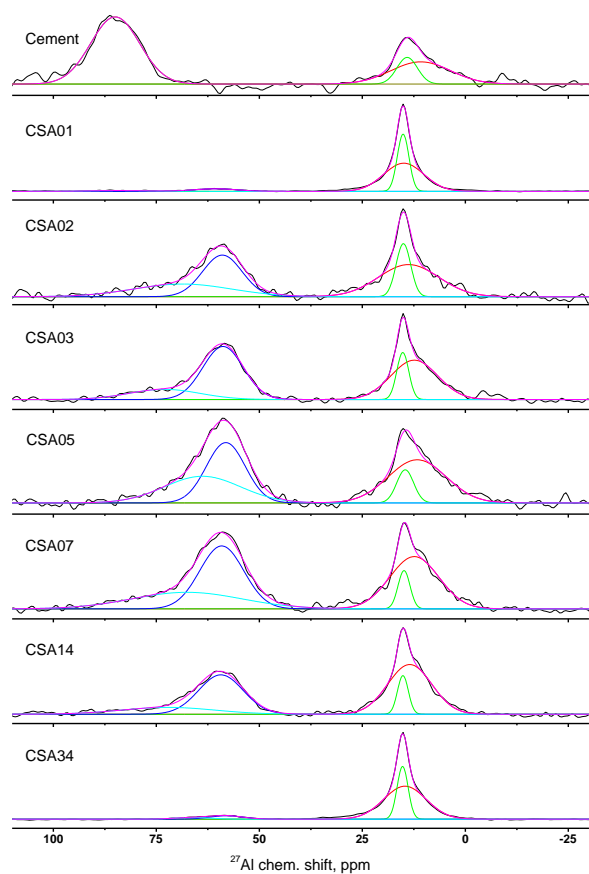 Cement
CSA01
CSA02
CSA03
CSA05
CSA07
CSA14
CSA34
100 75 50 25 0 -25
²⁷Al chem. shift, ppm